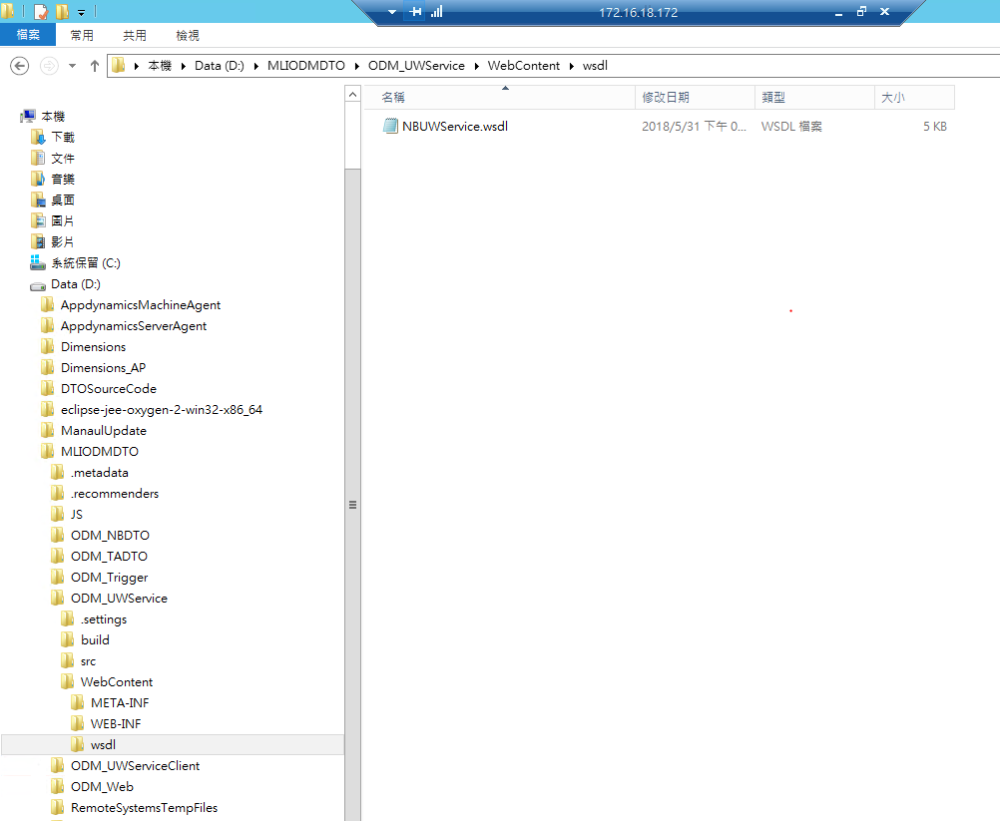 172.16.18.172
檔案 常用 共用 檢視
本機 Data (D:) MLIODMDTO ODM_UWService WebContent wsdl
名稱 修改日期 類型 大小
NBUWService.wsdl 2018/5/31 下午 0... WSDL 檔案 5 KB
本機
下載
文件
音樂
桌面
圖片
影片
系統保留 (C:)
Data (D:)
AppdynamicsMachineAgent
AppdynamicsServerAgent
Dimensions
Dimensions_AP
DTOSourceCode
eclipse-jee-oxygen-2-win32-x86_64
ManaulUpdate
MLIODMDTO
.metadata
.recommenders
JS
ODM_NBDTO
ODM_TADTO
ODM_Trigger
ODM_UWService
.settings
build
src
WebContent
META-INF
WEB-INF
wsdl
ODM_UWServiceClient
ODM_Web
RemoteSystemsTempFiles